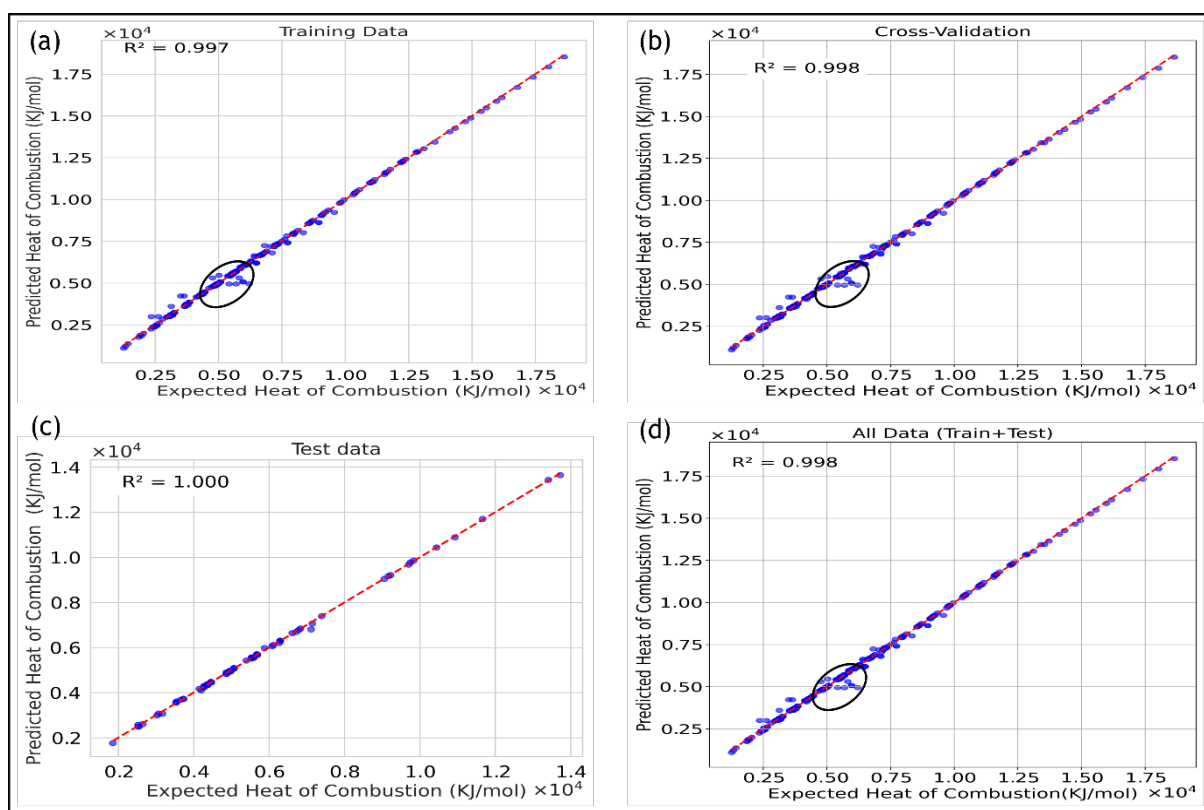 (a)
×10⁴
Training Data
R² = 0.997
Predicted Heat of Combustion (KJ/mol)
1.75
1.50
1.25
1.00
0.75
0.50
0.25
0.25 0.50 0.75 1.00 1.25 1.50 1.75
Expected Heat of Combustion (KJ/mol) ×10⁴
(b)
×10⁴
Cross-Validation
R² = 0.998
Predicted Heat of Combustion (KJ/mol)
1.75
1.50
1.25
1.00
0.75
0.50
0.25
0.25 0.50 0.75 1.00 1.25 1.50 1.75
Expected Heat of Combustion (KJ/mol) ×10⁴
(c)
×10⁴
Test data
R² = 1.000
Predicted Heat of Combustion (KJ/mol)
1.4
1.2
1.0
0.8
0.6
0.4
0.2
0.2 0.4 0.6 0.8 1.0 1.2 1.4
Expected Heat of Combustion (KJ/mol) ×10⁴
(d)
×10⁴
All Data (Train+Test)
R² = 0.998
Predicted Heat of Combustion (KJ/mol)
1.75
1.50
1.25
1.00
0.75
0.50
0.25
0.25 0.50 0.75 1.00 1.25 1.50 1.75
Expected Heat of Combustion(KJ/mol) ×10⁴